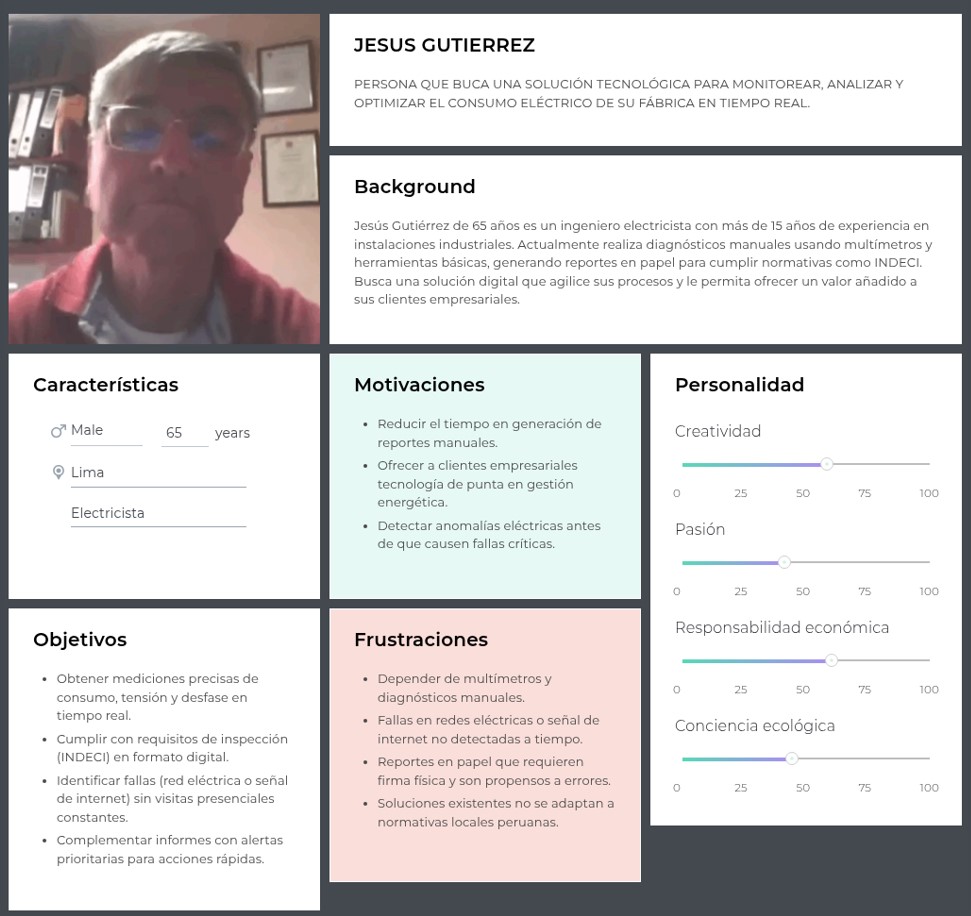 JESUS GUTIERREZ
PERSONA QUE BUCA UNA SOLUCIÓN TECNOLÓGICA PARA MONITOREAR, ANALIZAR Y
OPTIMIZAR EL CONSUMO ELÉCTRICO DE SU FÁBRICA EN TIEMPO REAL.
Background
Jesús Gutiérrez de 65 años es un ingeniero electricista con más de 15 años de experiencia en
instalaciones industriales. Actualmente realiza diagnósticos manuales usando multímetros y
herramientas básicas, generando reportes en papel para cumplir normativas como INDECI.
Busca una solución digital que agilice sus procesos y le permita ofrecer un valor añadido a
sus clientes empresariales.
Características
Male 65 years
Lima
Electricista
Motivaciones
• Reducir el tiempo en generación de
reportes manuales.
• Ofrecer a clientes empresariales
tecnología de punta en gestión
energética.
• Detectar anomalías eléctricas antes
de que causen fallas críticas.
Personalidad
Creatividad
0 25 50 75 100
Pasión
0 25 50 75 100
Responsabilidad económica
0 25 50 75 100
Conciencia ecológica
0 25 50 75 100
Objetivos
• Obtener mediciones precisas de
consumo, tensión y desfase en
tiempo real.
• Cumplir con requisitos de inspección
(INDECI) en formato digital.
• Identificar fallas (red eléctrica o señal
de internet) sin visitas presenciales
constantes.
• Complementar informes con alertas
prioritarias para acciones rápidas.
Frustraciones
• Depender de multímetros y
diagnósticos manuales.
• Fallas en redes eléctricas o señal de
internet no detectadas a tiempo.
• Reportes en papel que requieren
firma física y son propensos a errores.
• Soluciones existentes no se adaptan a
normativas locales peruanas.